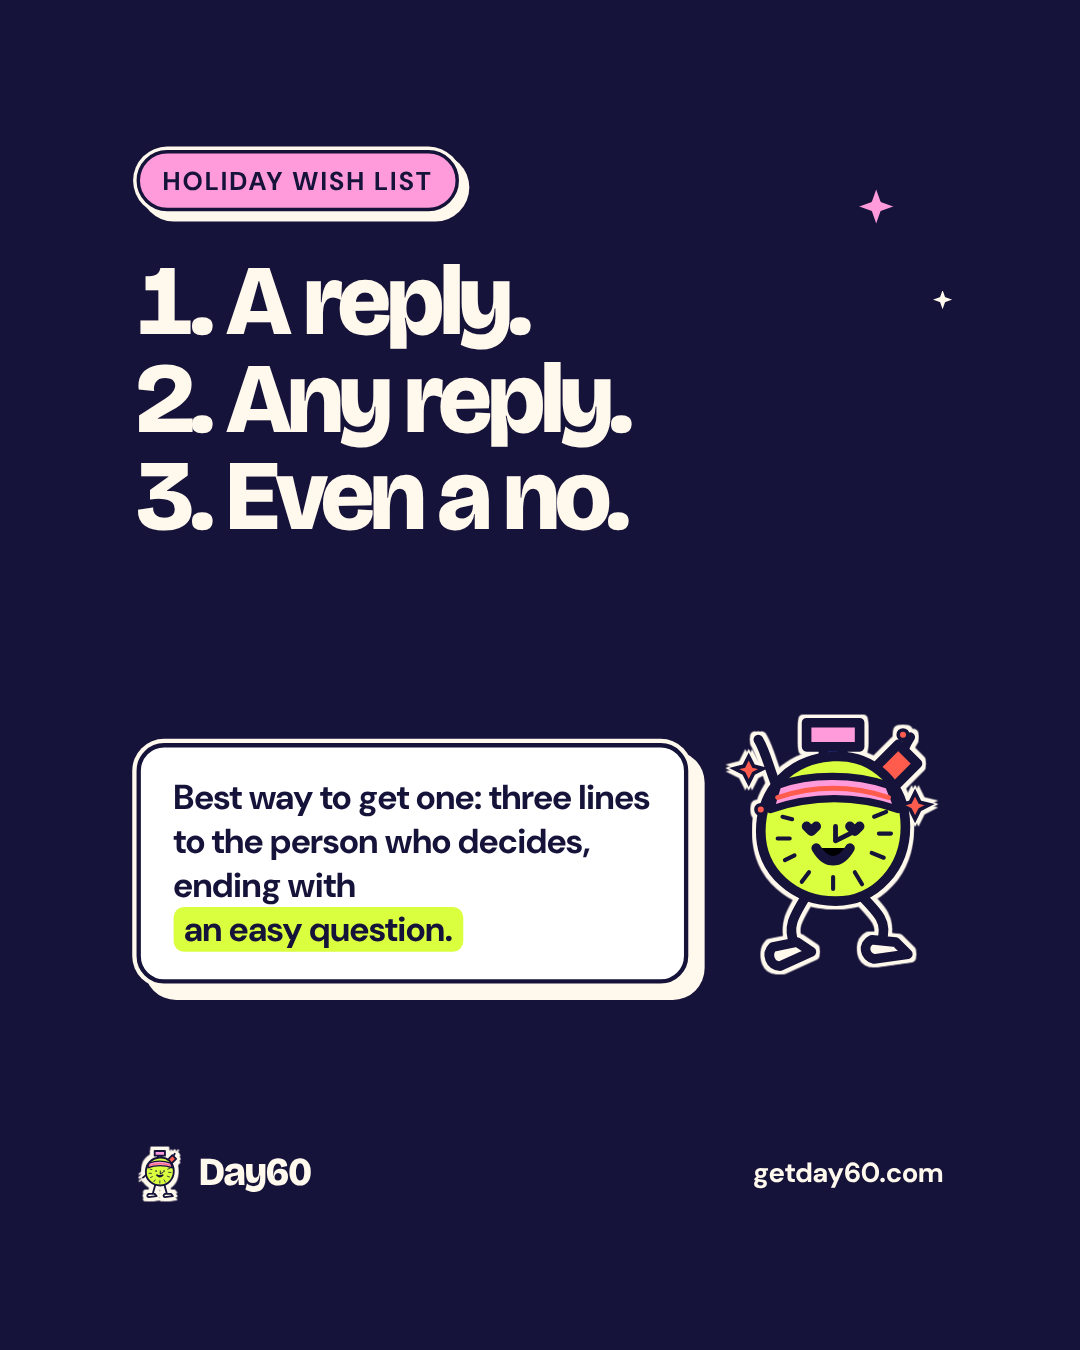 HOLIDAY WISH LIST
1. A reply.
2. Any reply.
3. Even a no.
Best way to get one: three lines
to the person who decides,
ending with
an easy question.
Day60
getday60.com